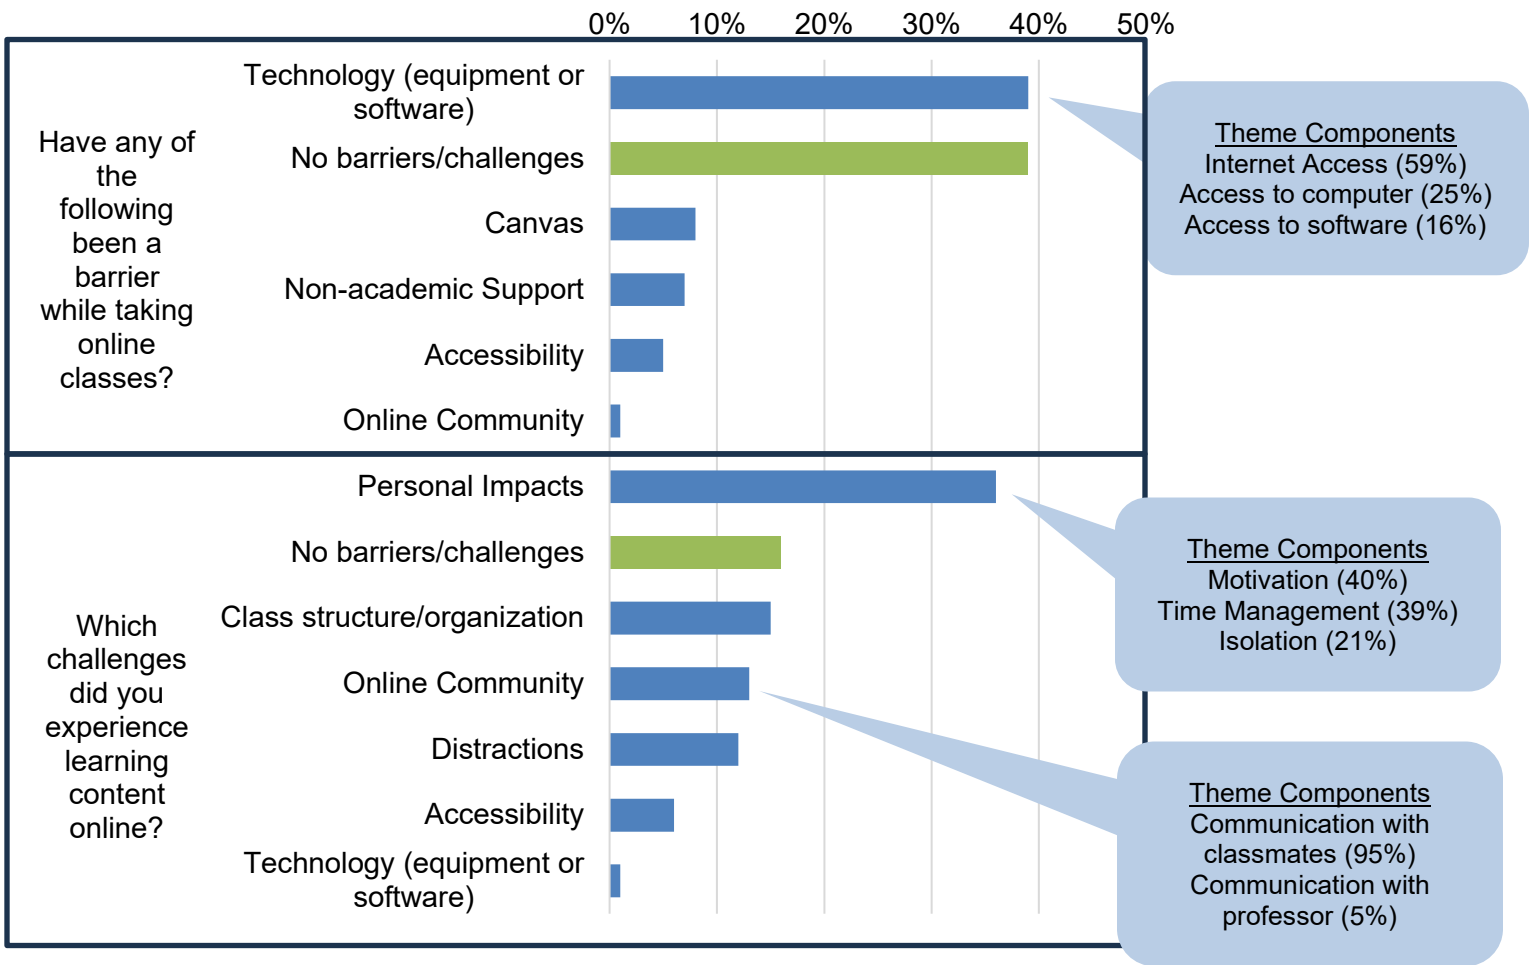 0% 10% 20% 30% 40% 50%
Have any of
the
following
been a
barrier
while taking
online
classes?
Technology (equipment or
software)
No barriers/challenges
Canvas
Non-academic Support
Accessibility
Online Community
Theme Components
Internet Access (59%)
Access to computer (25%)
Access to software (16%)
Which
challenges
did you
experience
learning
content
online?
Personal Impacts
No barriers/challenges
Class structure/organization
Online Community
Distractions
Accessibility
Technology (equipment or
software)
Theme Components
Motivation (40%)
Time Management (39%)
Isolation (21%)
Theme Components
Communication with
classmates (95%)
Communication with
professor (5%)